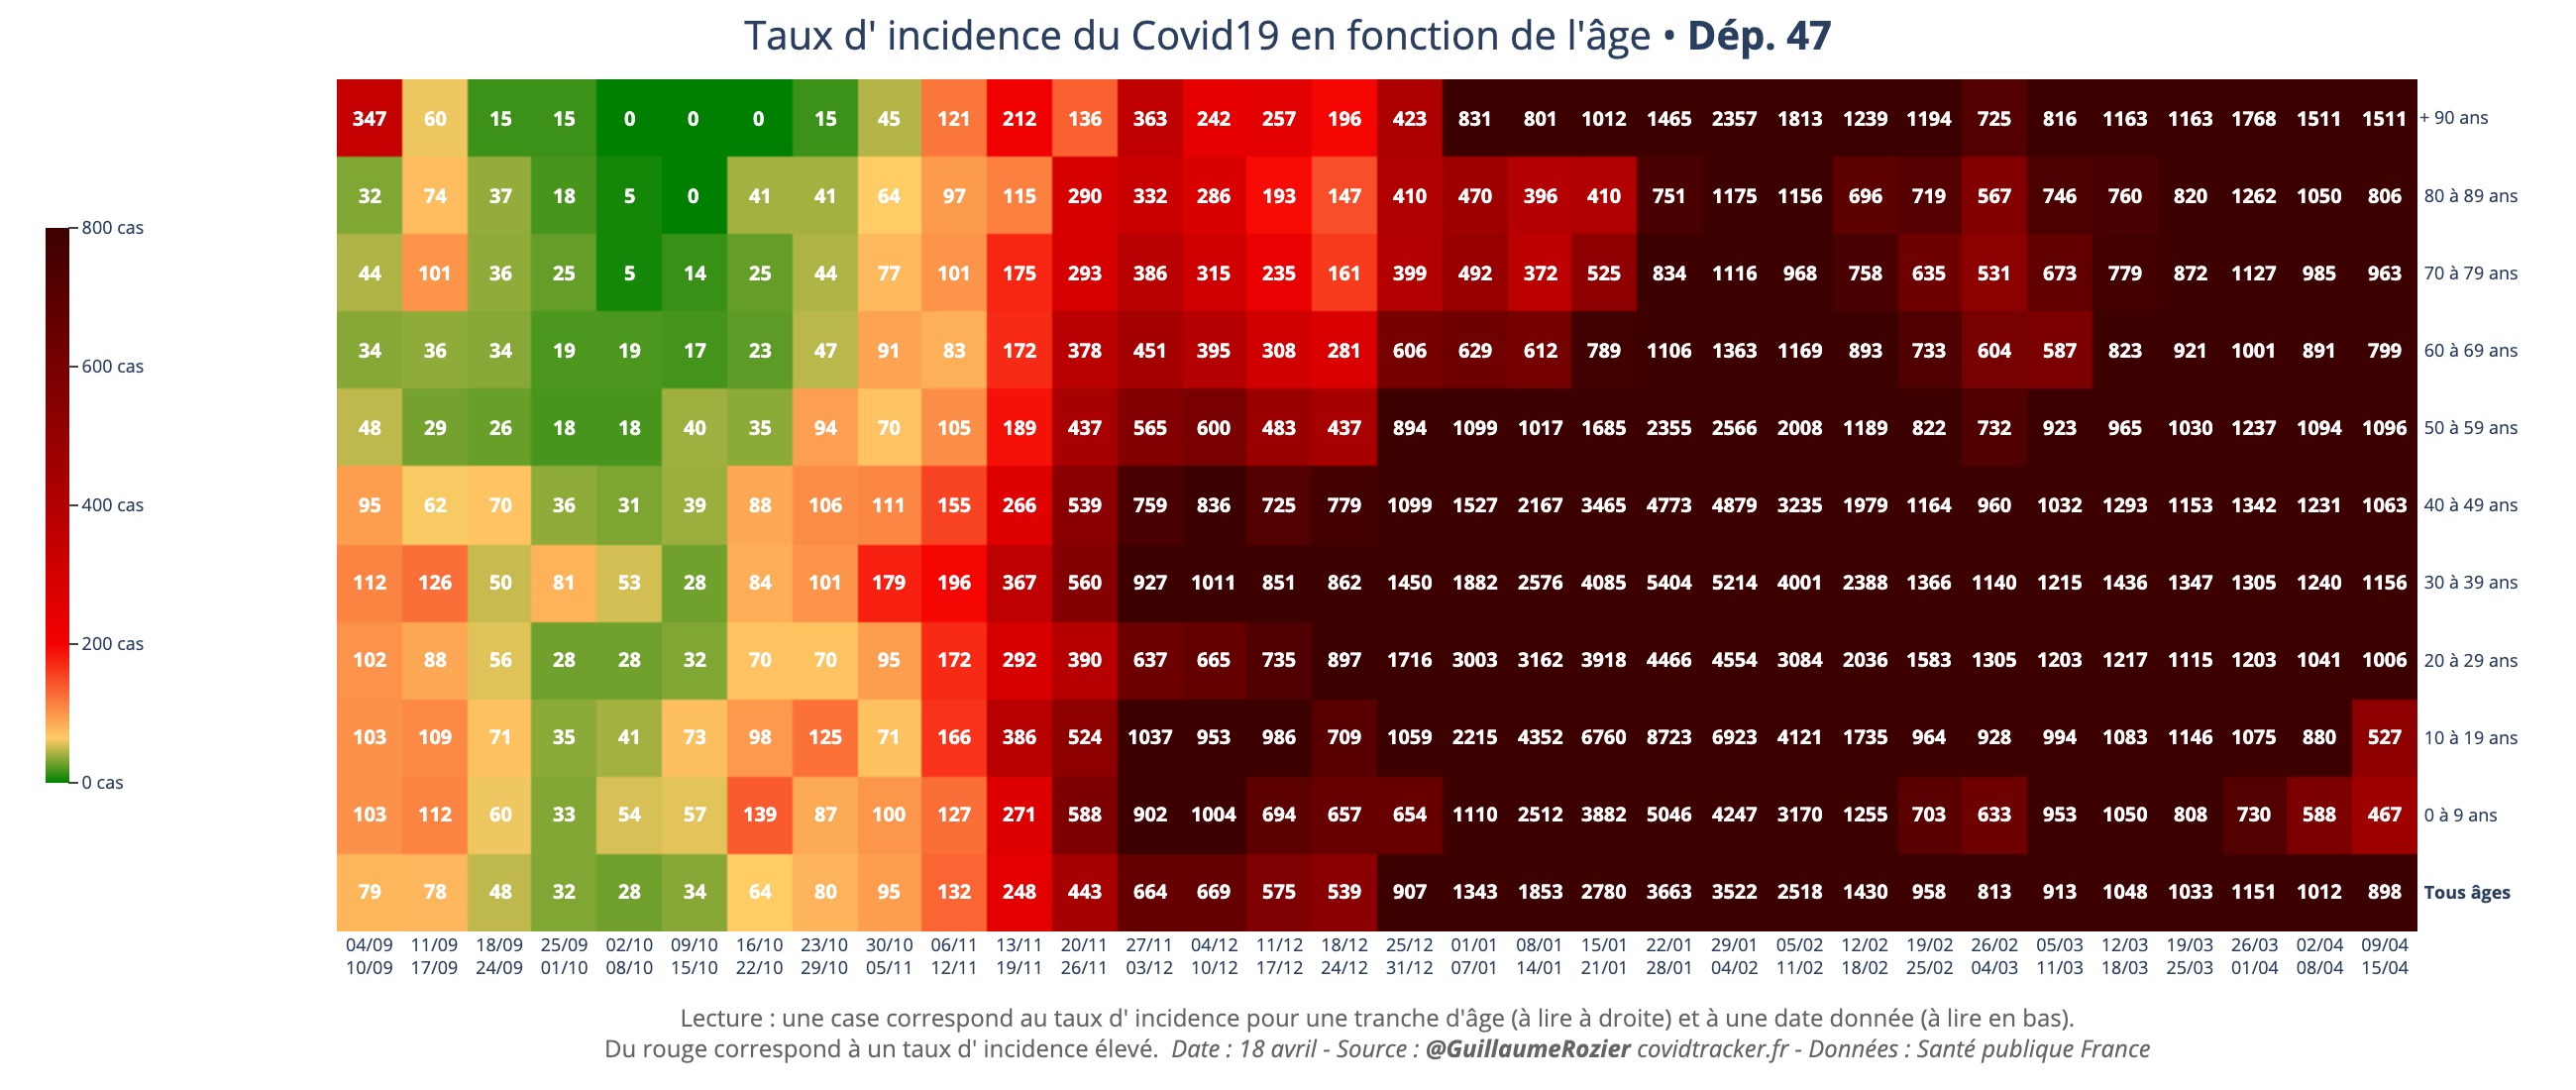 Taux d' incidence du Covid19 en fonction de l'âge • Dép. 47
347 60 15 15 0 0 0 15 45 121 212 136 363 242 257 196 423 831 801 1012 1465 2357 1813 1239 1194 725 816 1163 1163 1768 1511 1511 + 90 ans
32 74 37 18 5 0 41 41 64 97 115 290 332 286 193 147 410 470 396 410 751 1175 1156 696 719 567 746 760 820 1262 1050 806 80 à 89 ans
800 cas
44 101 36 25 5 14 25 44 77 101 175 293 386 315 235 161 399 492 372 525 834 1116 968 758 635 531 673 779 872 1127 985 963 70 à 79 ans
34 36 34 19 19 17 23 47 91 83 172 378 451 395 308 281 606 629 612 789 1106 1363 1169 893 733 604 587 823 921 1001 891 799 60 à 69 ans
600 cas
48 29 26 18 18 40 35 94 70 105 189 437 565 600 483 437 894 1099 1017 1685 2355 2566 2008 1189 822 732 923 965 1030 1237 1094 1096 50 à 59 ans
400 cas
95 62 70 36 31 39 88 106 111 155 266 539 759 836 725 779 1099 1527 2167 3465 4773 4879 3235 1979 1164 960 1032 1293 1153 1342 1231 1063 40 à 49 ans
112 126 50 81 53 28 84 101 179 196 367 560 927 1011 851 862 1450 1882 2576 4085 5404 5214 4001 2388 1366 1140 1215 1436 1347 1305 1240 1156 30 à 39 ans
200 cas
102 88 56 28 28 32 70 70 95 172 292 390 637 665 735 897 1716 3003 3162 3918 4466 4554 3084 2036 1583 1305 1203 1217 1115 1203 1041 1006 20 à 29 ans
103 109 71 35 41 73 98 125 71 166 386 524 1037 953 986 709 1059 2215 4352 6760 8723 6923 4121 1735 964 928 994 1083 1146 1075 880 527 10 à 19 ans
0 cas
103 112 60 33 54 57 139 87 100 127 271 588 902 1004 694 657 654 1110 2512 3882 5046 4247 3170 1255 703 633 953 1050 808 730 588 467 0 à 9 ans
79 78 48 32 28 34 64 80 95 132 248 443 664 669 575 539 907 1343 1853 2780 3663 3522 2518 1430 958 813 913 1048 1033 1151 1012 898 Tous âges
04/09 11/09 18/09 25/09 02/10 09/10 16/10 23/10 30/10 06/11 13/11 20/11 27/11 04/12 11/12 18/12 25/12 01/01 08/01 15/01 22/01 29/01 05/02 12/02 19/02 26/02 05/03 12/03 19/03 26/03 02/04 09/04
10/09 17/09 24/09 01/10 08/10 15/10 22/10 29/10 05/11 12/11 19/11 26/11 03/12 10/12 17/12 24/12 31/12 07/01 14/01 21/01 28/01 04/02 11/02 18/02 25/02 04/03 11/03 18/03 25/03 01/04 08/04 15/04
Lecture : une case correspond au taux d' incidence pour une tranche d'âge (à lire à droite) et à une date donnée (à lire en bas).
Du rouge correspond à un taux d' incidence élevé. Date : 18 avril - Source : @GuillaumeRozier covidtracker.fr - Données : Santé publique France